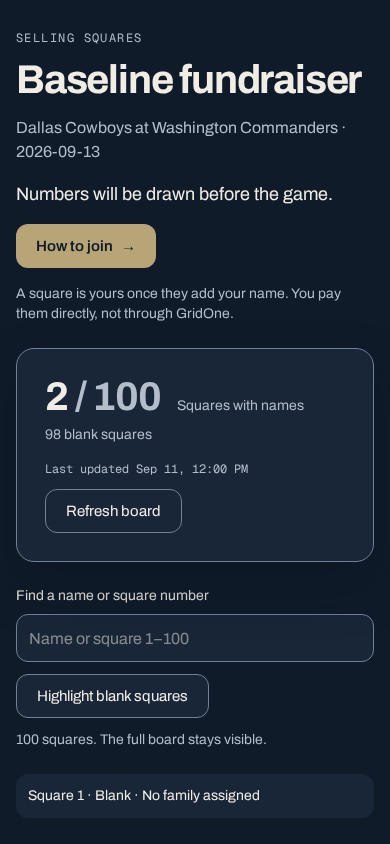 SELLING SQUARES
Baseline fundraiser
Dallas Cowboys at Washington Commanders ·
2026-09-13
Numbers will be drawn before the game.
How to join →
A square is yours once they add your name. You pay
them directly, not through GridOne.
2 / 100 Squares with names
98 blank squares
Last updated Sep 11, 12:00 PM
Refresh board
Find a name or square number
Name or square 1–100
Highlight blank squares
100 squares. The full board stays visible.
Square 1 · Blank · No family assigned